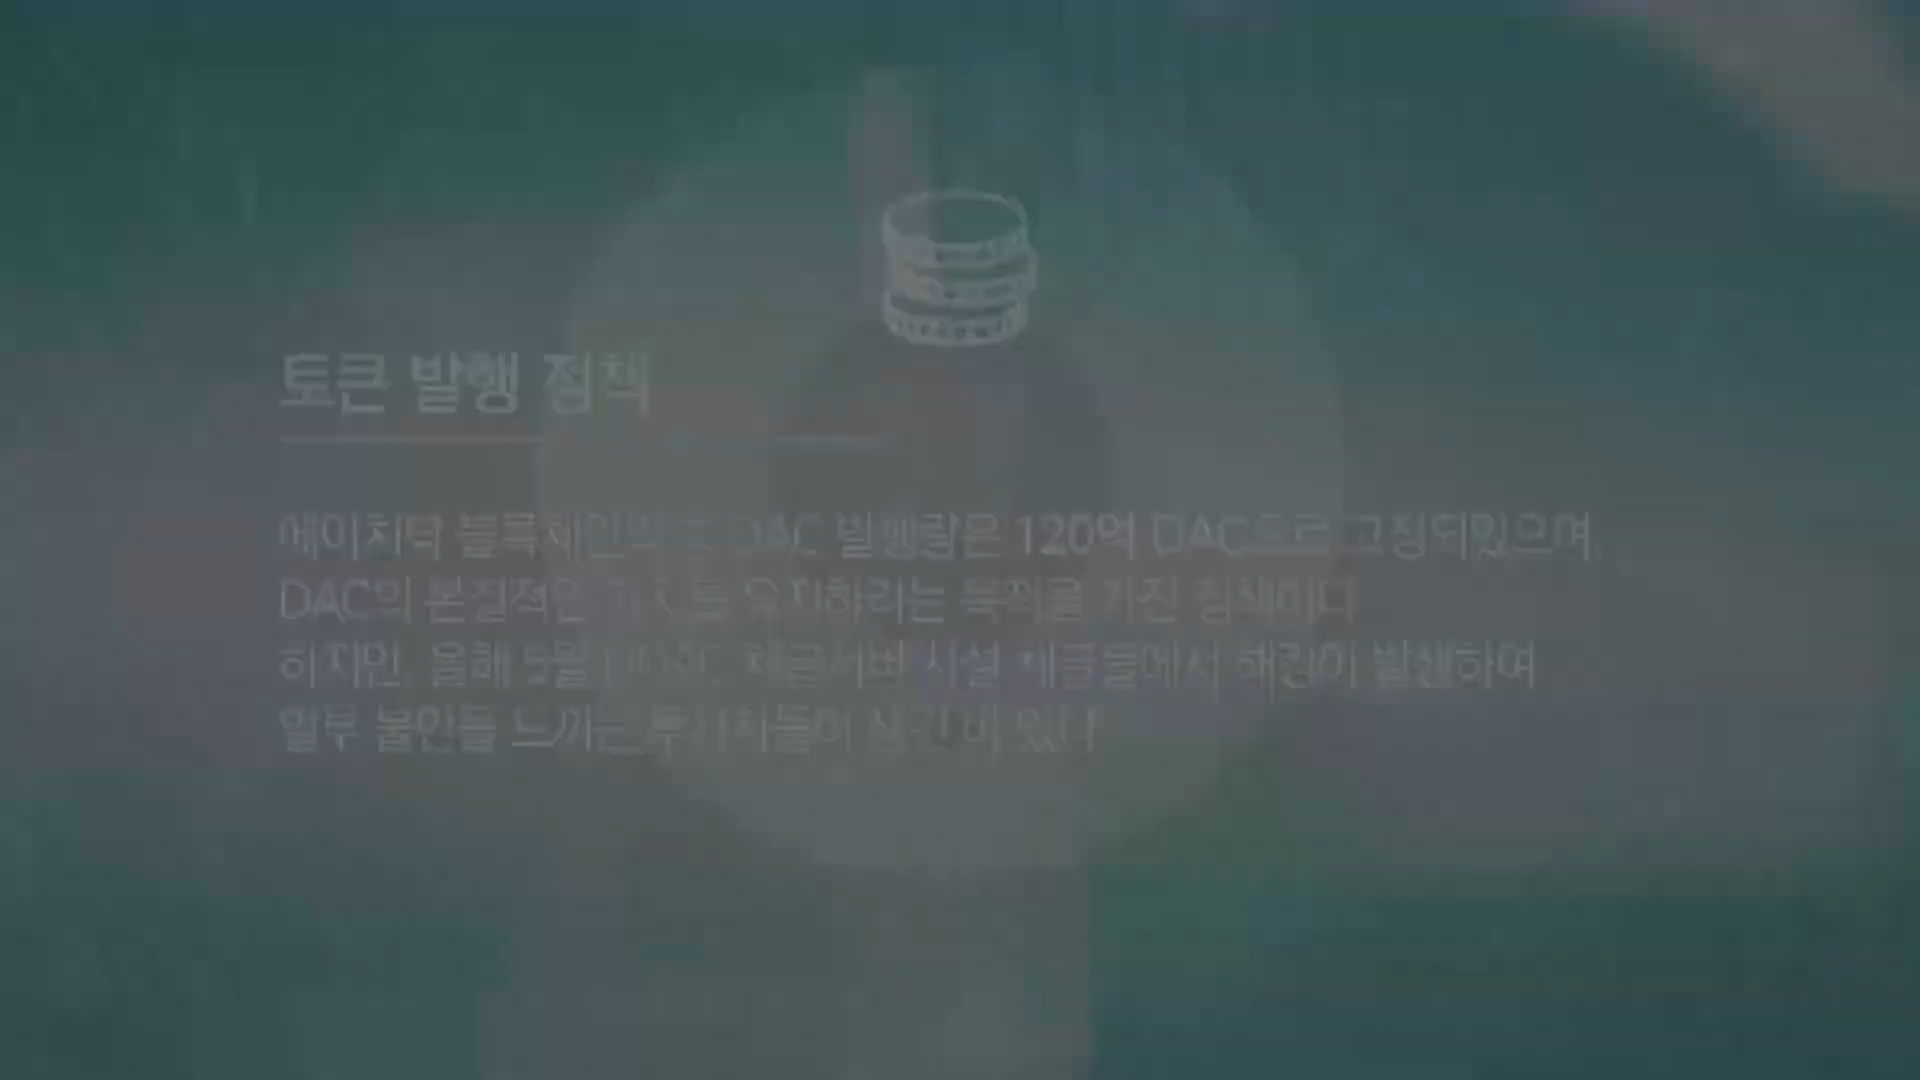 토큰 발행 정책
에이치닥 블록체인의 총 DAC 발행량은 120억 DAC으로 고정되있으며
DAC의 본질적인 가치를 유지하려는 목적을 가진 정책이다
하지만, 올해 5월 채굴서버 시설 채굴툴에서 해킹이 발생하여
일부 불안을 느끼는 투자자들이 생긴 바 있다